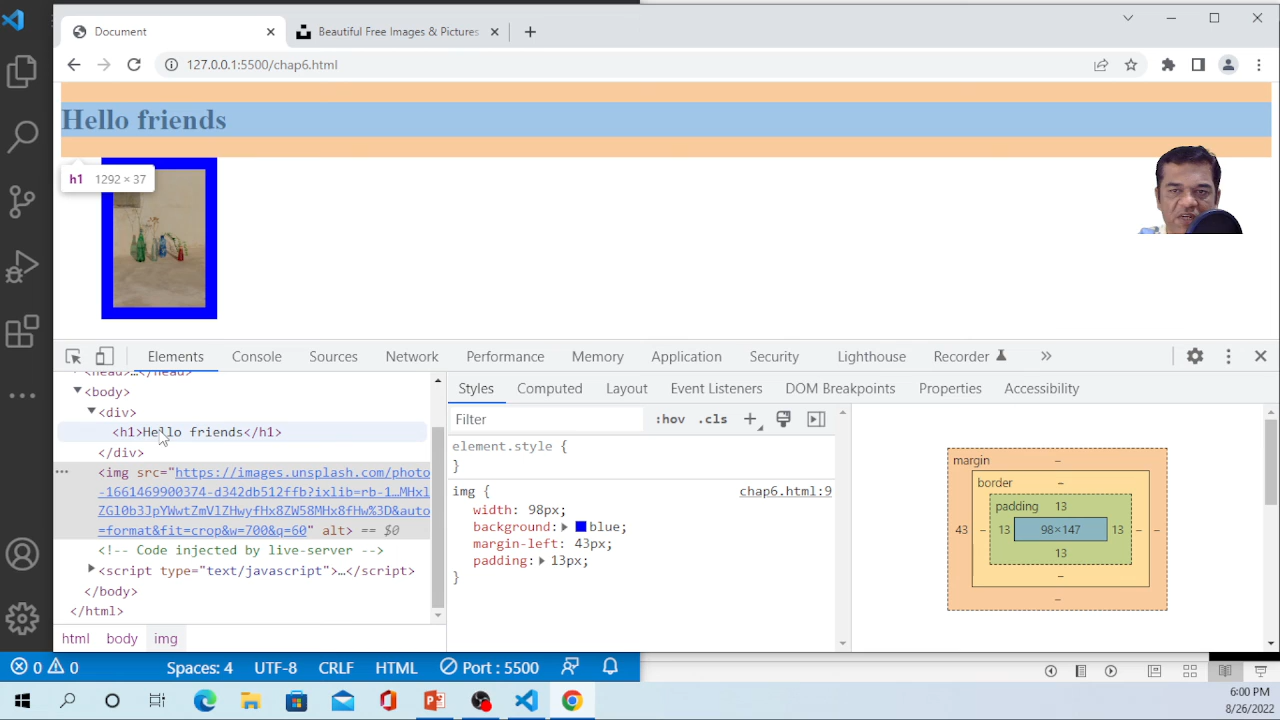 Document
Beautiful Free Images & Pictures
127.0.0.1:5500/chap6.html
Hello friends
h1 1292 × 37
Elements Console Sources Network Performance Memory Application Security Lighthouse Recorder
<head>…</head>
<body>
<div>
<h1>Hello friends</h1>
</div>
<img src="https://images.unsplash.com/photo
-1661469900374-d342db512ffb?ixlib=rb-1…MHxl
ZGl0b3JpYWwtZmVlZHwyfHx8ZW58MHx8fHw%3D&auto
=format&fit=crop&w=700&q=60" alt> == $0
<!-- Code injected by live-server -->
<script type="text/javascript">…</script>
</body>
</html>
html body img
Styles Computed Layout Event Listeners DOM Breakpoints Properties Accessibility
Filter :hov .cls
element.style {
}
img { chap6.html:9
width: 98px;
background: blue;
margin-left: 43px;
padding: 13px;
}
margin –
border –
padding 13
43 – 13 98×147 13 – –
13
–
–
0 0 Spaces: 4 UTF-8 CRLF HTML Port : 5500
6:00 PM
8/26/2022